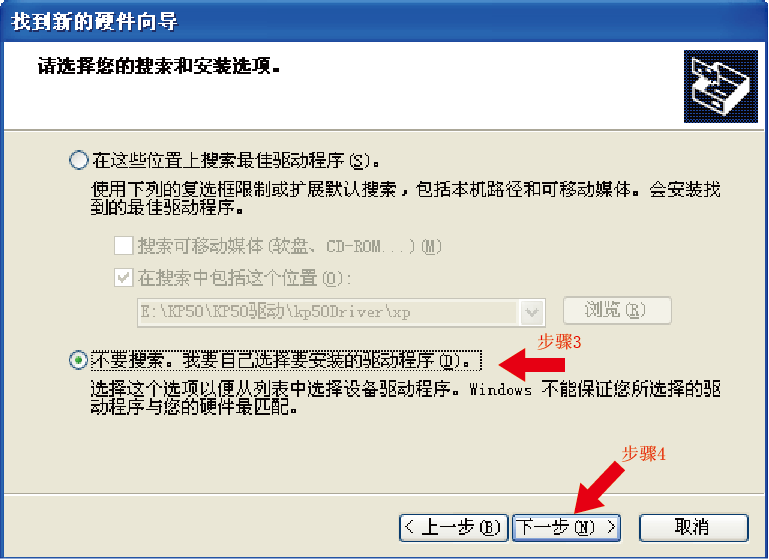 找到新的硬件向导
请选择您的搜索和安装选项。
在这些位置上搜索最佳驱动程序(S)。
使用下列的复选框限制或扩展默认搜索，包括本机路径和可移动媒体。会安装找
到的最佳驱动程序。
搜索可移动媒体(软盘、CD-ROM...)(M)
在搜索中包括这个位置(O):
E:\KP50\KP50驱动\kp50Driver\xp
浏览(R)
步骤3
不要搜索。我要自己选择要安装的驱动程序(D)。
选择这个选项以便从列表中选择设备驱动程序。Windows 不能保证您所选择的驱
动程序与您的硬件最匹配。
步骤4
< 上一步(B)
下一步(N) >
取消